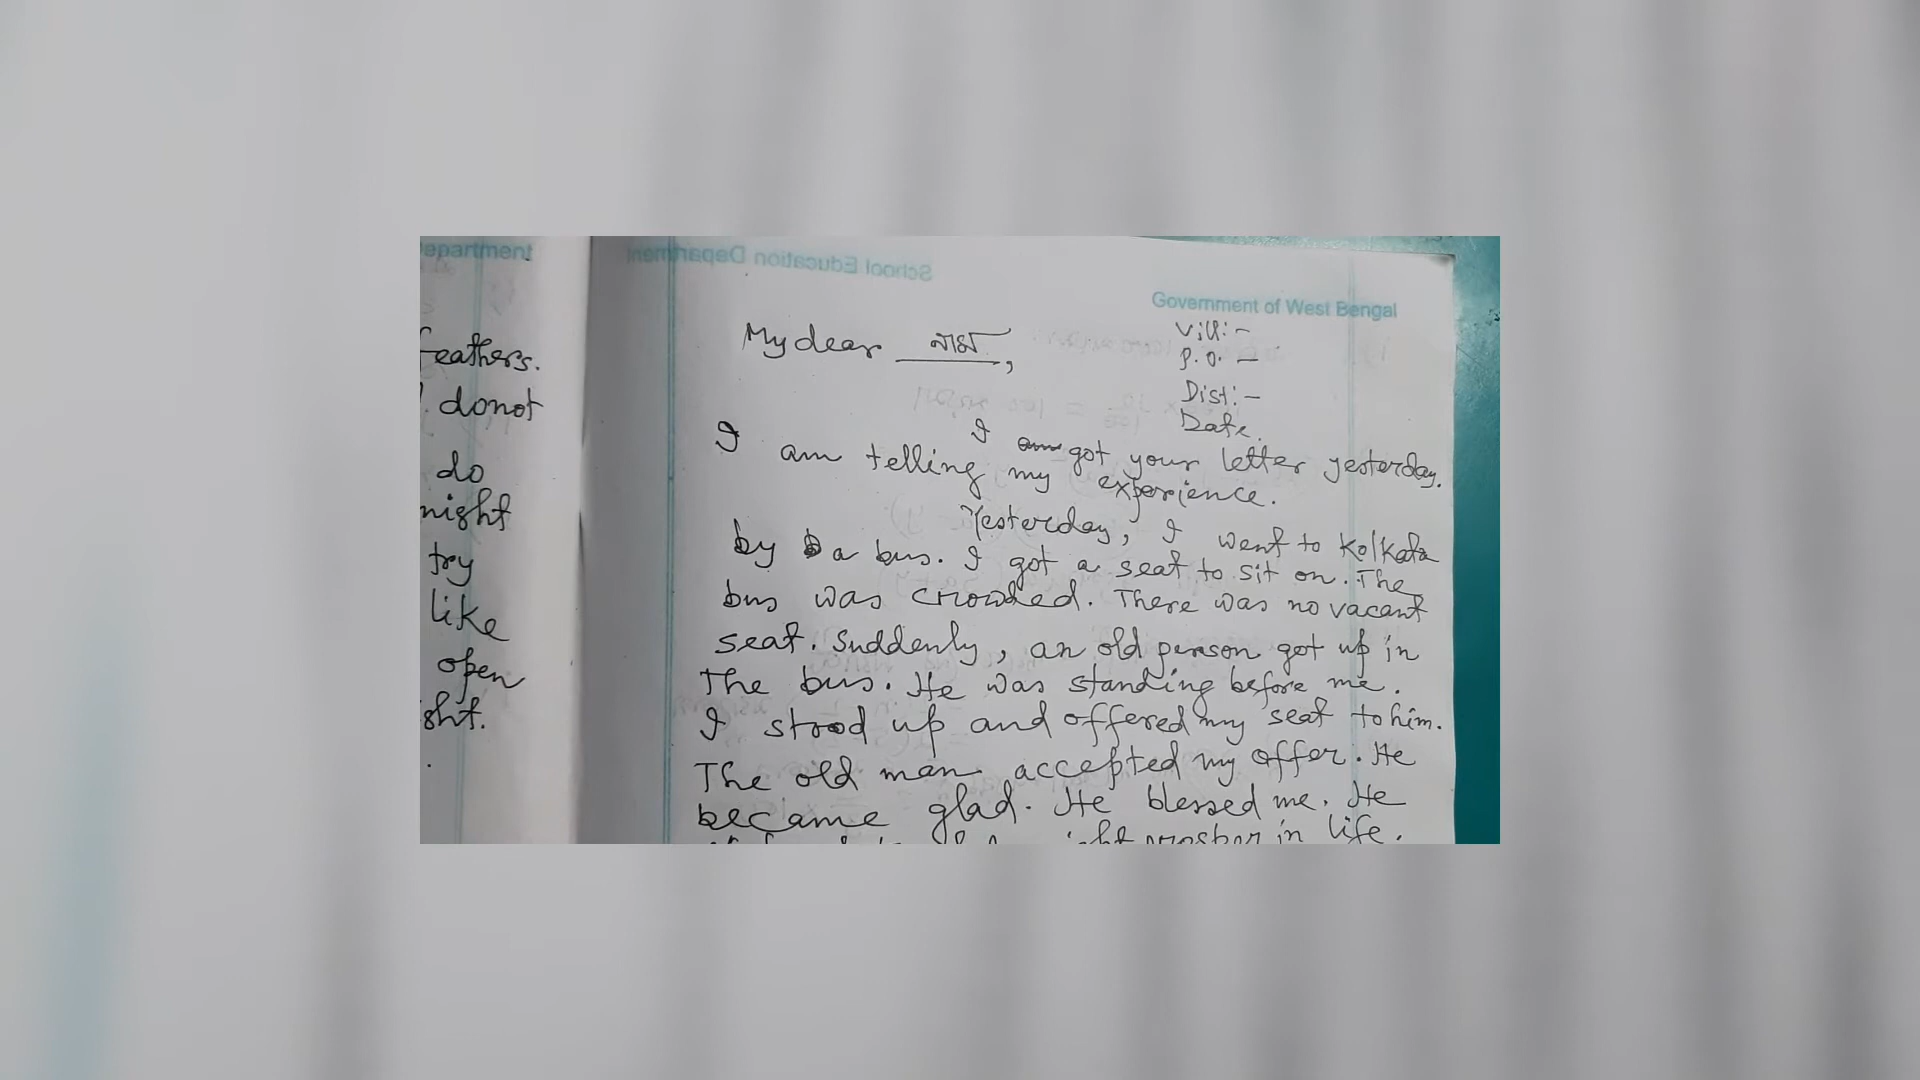 epartment
feathers.
donot
do
night
try
like
open
ght.
School Education Department
Government of West Bengal
Vill:-
P.O. -
Dist:-
Date.
My dear নাম,
I got your letter yesterday.
I am telling my experience.
Yesterday, I went to Kolkata
by a bus. I got a seat to sit on. The
bus was crowded. There was no vacant
seat. Suddenly, an old person got up in
The bus. He was standing before me.
I stood up and offered my seat to him.
The old man accepted my offer. He
became glad. He blessed me. He
prosper in life.